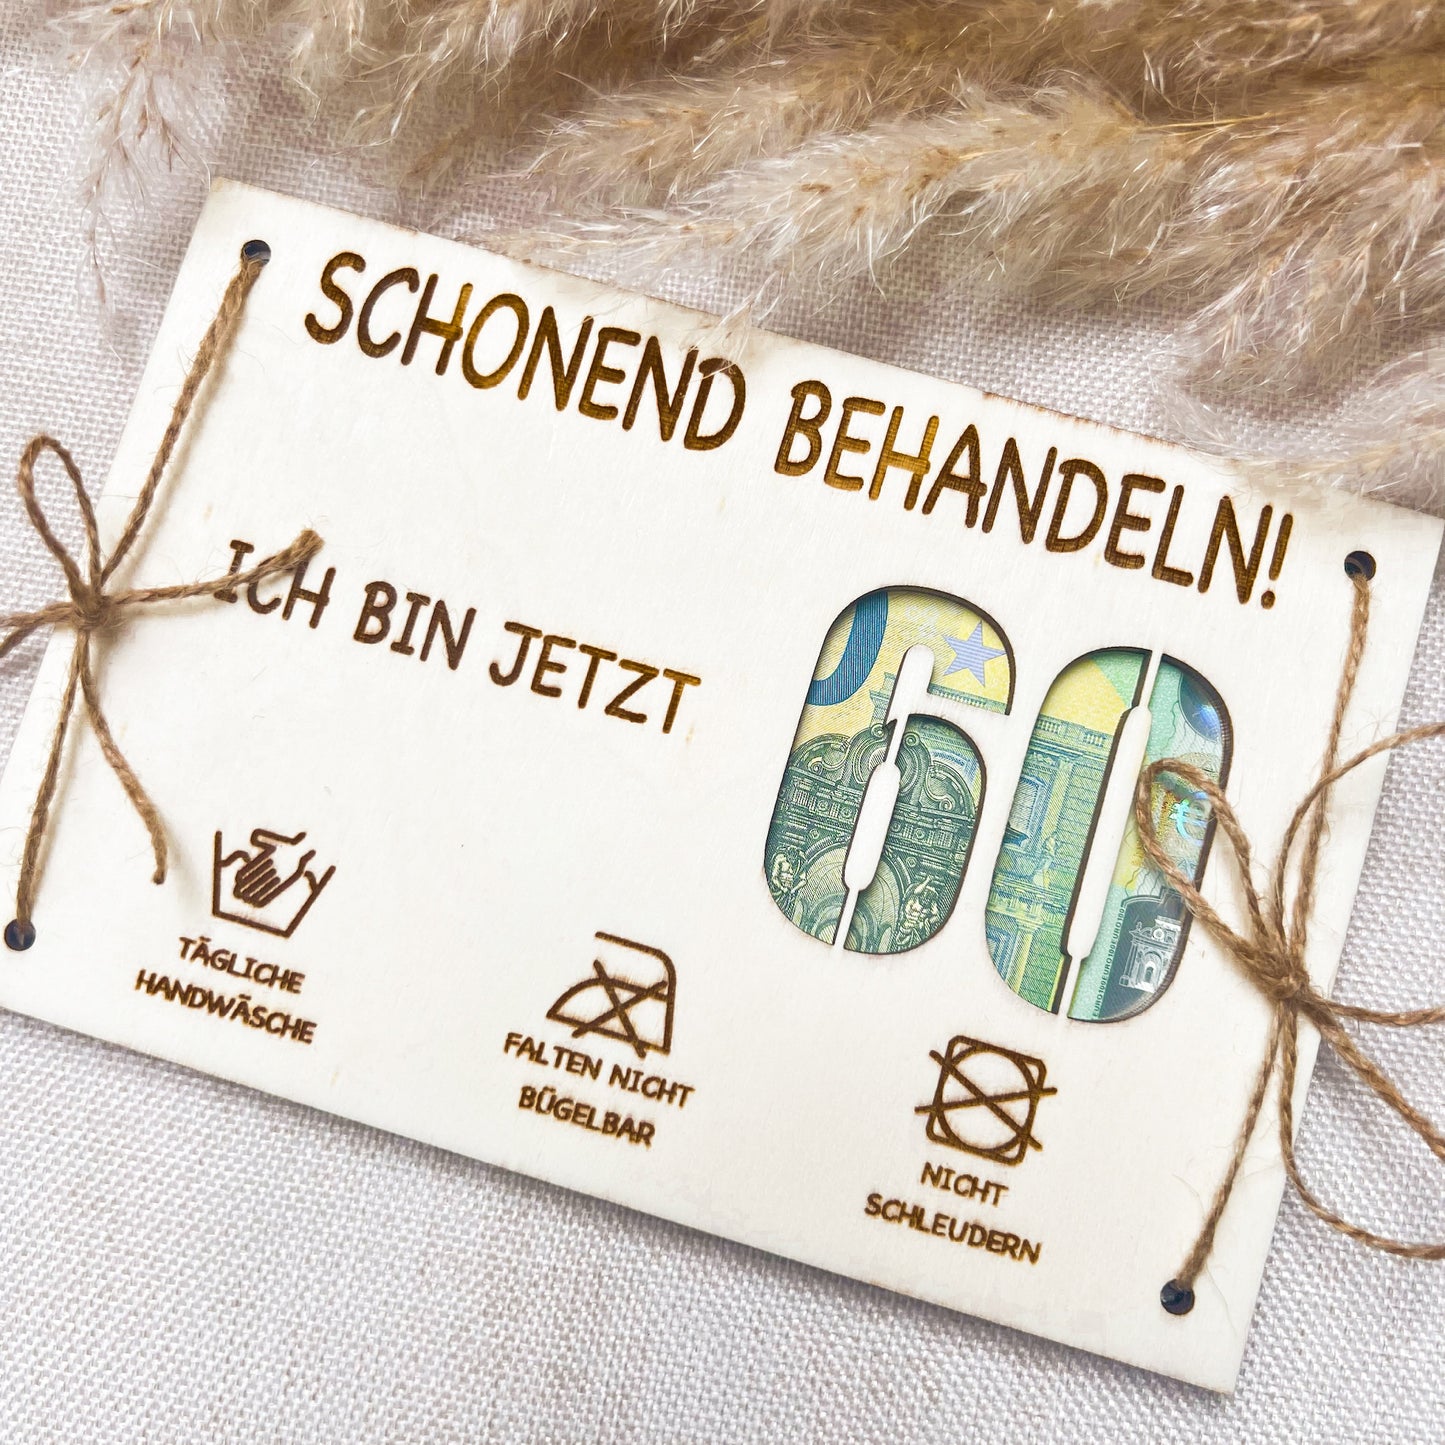 SCHONEND BEHANDELN!
ICH BIN JETZT
60
TÄGLICHE
HANDWÄSCHE
FALTEN NICHT
BÜGELBAR
NICHT
SCHLEUDERN